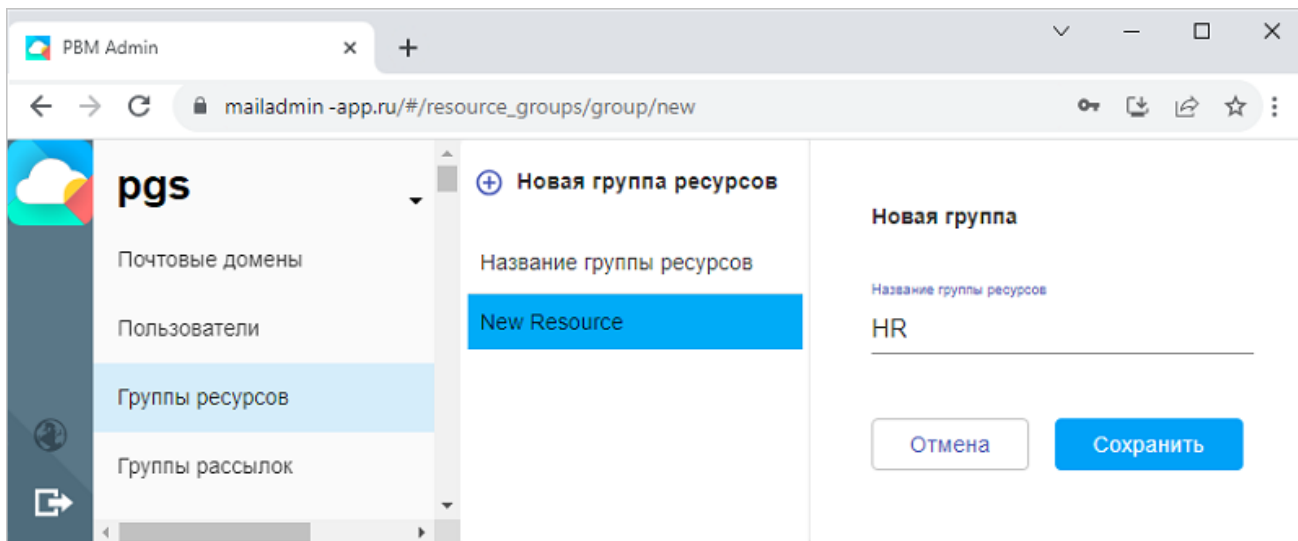 PBM Admin
mailadmin -app.ru/#/resource_groups/group/new
pgs
Почтовые домены
Пользователи
Группы ресурсов
Группы рассылок
Новая группа ресурсов
Название группы ресурсов
New Resource
Новая группа
Название группы ресурсов
HR
Отмена
Сохранить